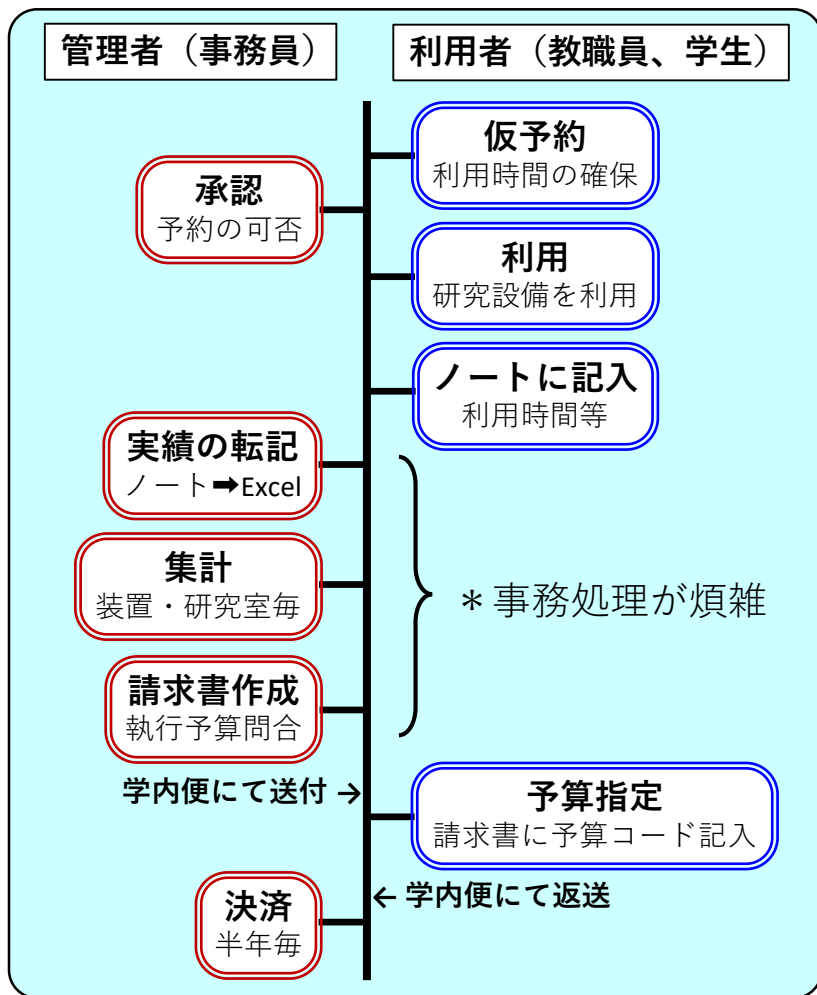 管理者（事務員）
利用者（教職員、学生）
仮予約
利用時間の確保
承認
予約の可否
利用
研究設備を利用
ノートに記入
利用時間等
実績の転記
ノート➡Excel
集計
装置・研究室毎
＊事務処理が煩雑
請求書作成
執行予算問合
学内便にて送付 →
予算指定
請求書に予算コード記入
← 学内便にて返送
決済
半年毎